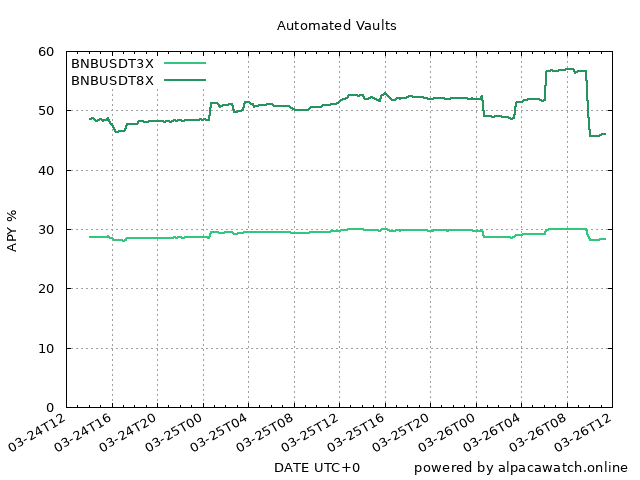 Automated Vaults
BNBUSDT3X
BNBUSDT8X
60
50
40
30
20
10
0
APY %
03-24T12
03-24T16
03-24T20
03-25T00
03-25T04
03-25T08
03-25T12
03-25T16
03-25T20
03-26T00
03-26T04
03-26T08
03-26T12
DATE UTC+0
powered by alpacawatch.online